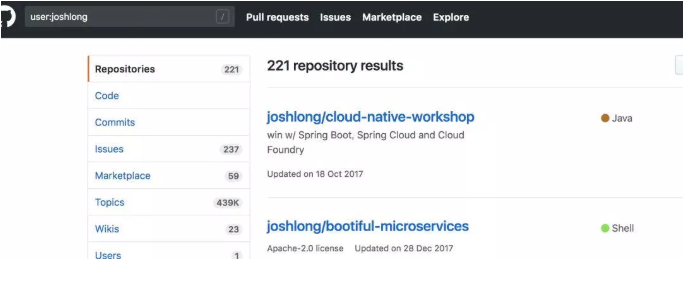 user:joshlong /
Pull requests Issues Marketplace Explore
Repositories 221
Code
Commits
Issues 237
Marketplace 59
Topics 439K
Wikis 23
Users 1
221 repository results
joshlong/cloud-native-workshop
win w/ Spring Boot, Spring Cloud and Cloud
Foundry
Updated on 18 Oct 2017
Java
joshlong/bootiful-microservices
Apache-2.0 license Updated on 28 Dec 2017
Shell